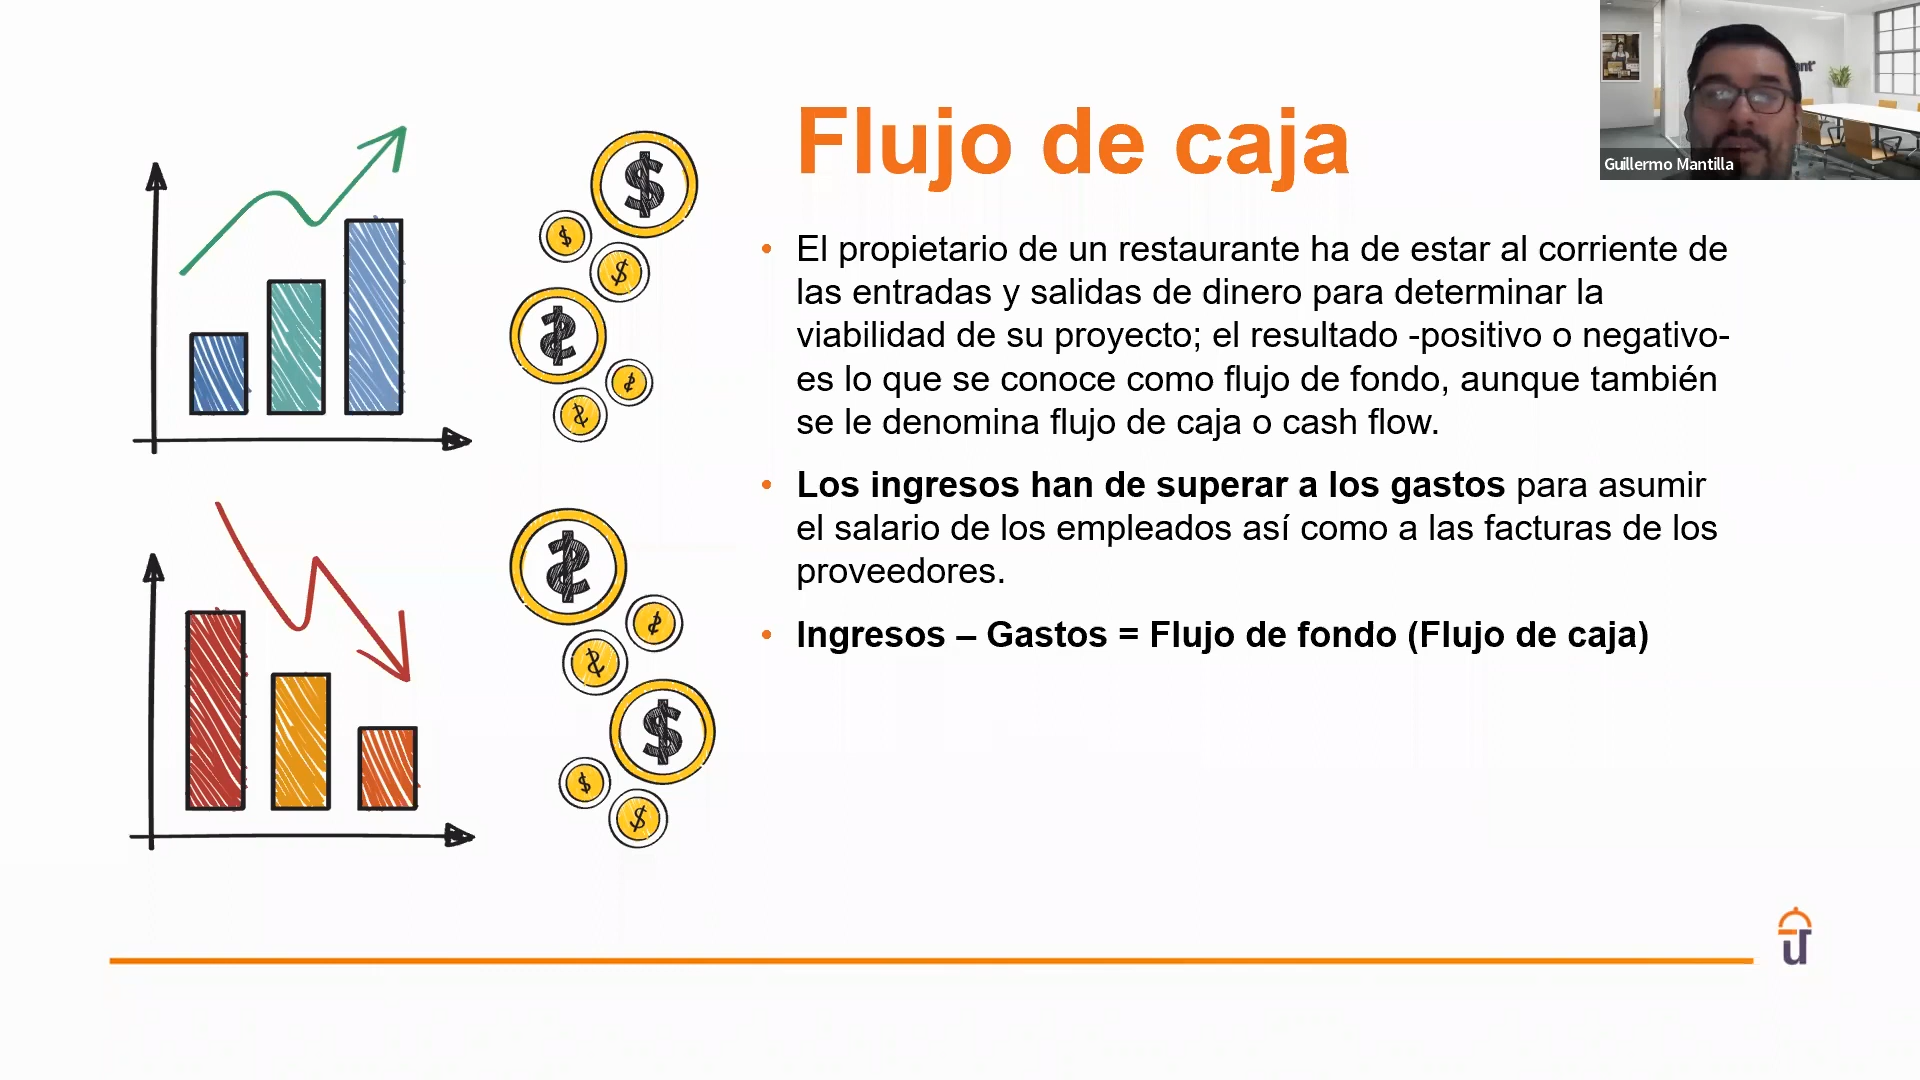 Flujo de caja
Guillermo Mantilla
• El propietario de un restaurante ha de estar al corriente de
las entradas y salidas de dinero para determinar la
viabilidad de su proyecto; el resultado -positivo o negativo-
es lo que se conoce como flujo de fondo, aunque también
se le denomina flujo de caja o cash flow.
• Los ingresos han de superar a los gastos para asumir
el salario de los empleados así como a las facturas de los
proveedores.
• Ingresos – Gastos = Flujo de fondo (Flujo de caja)